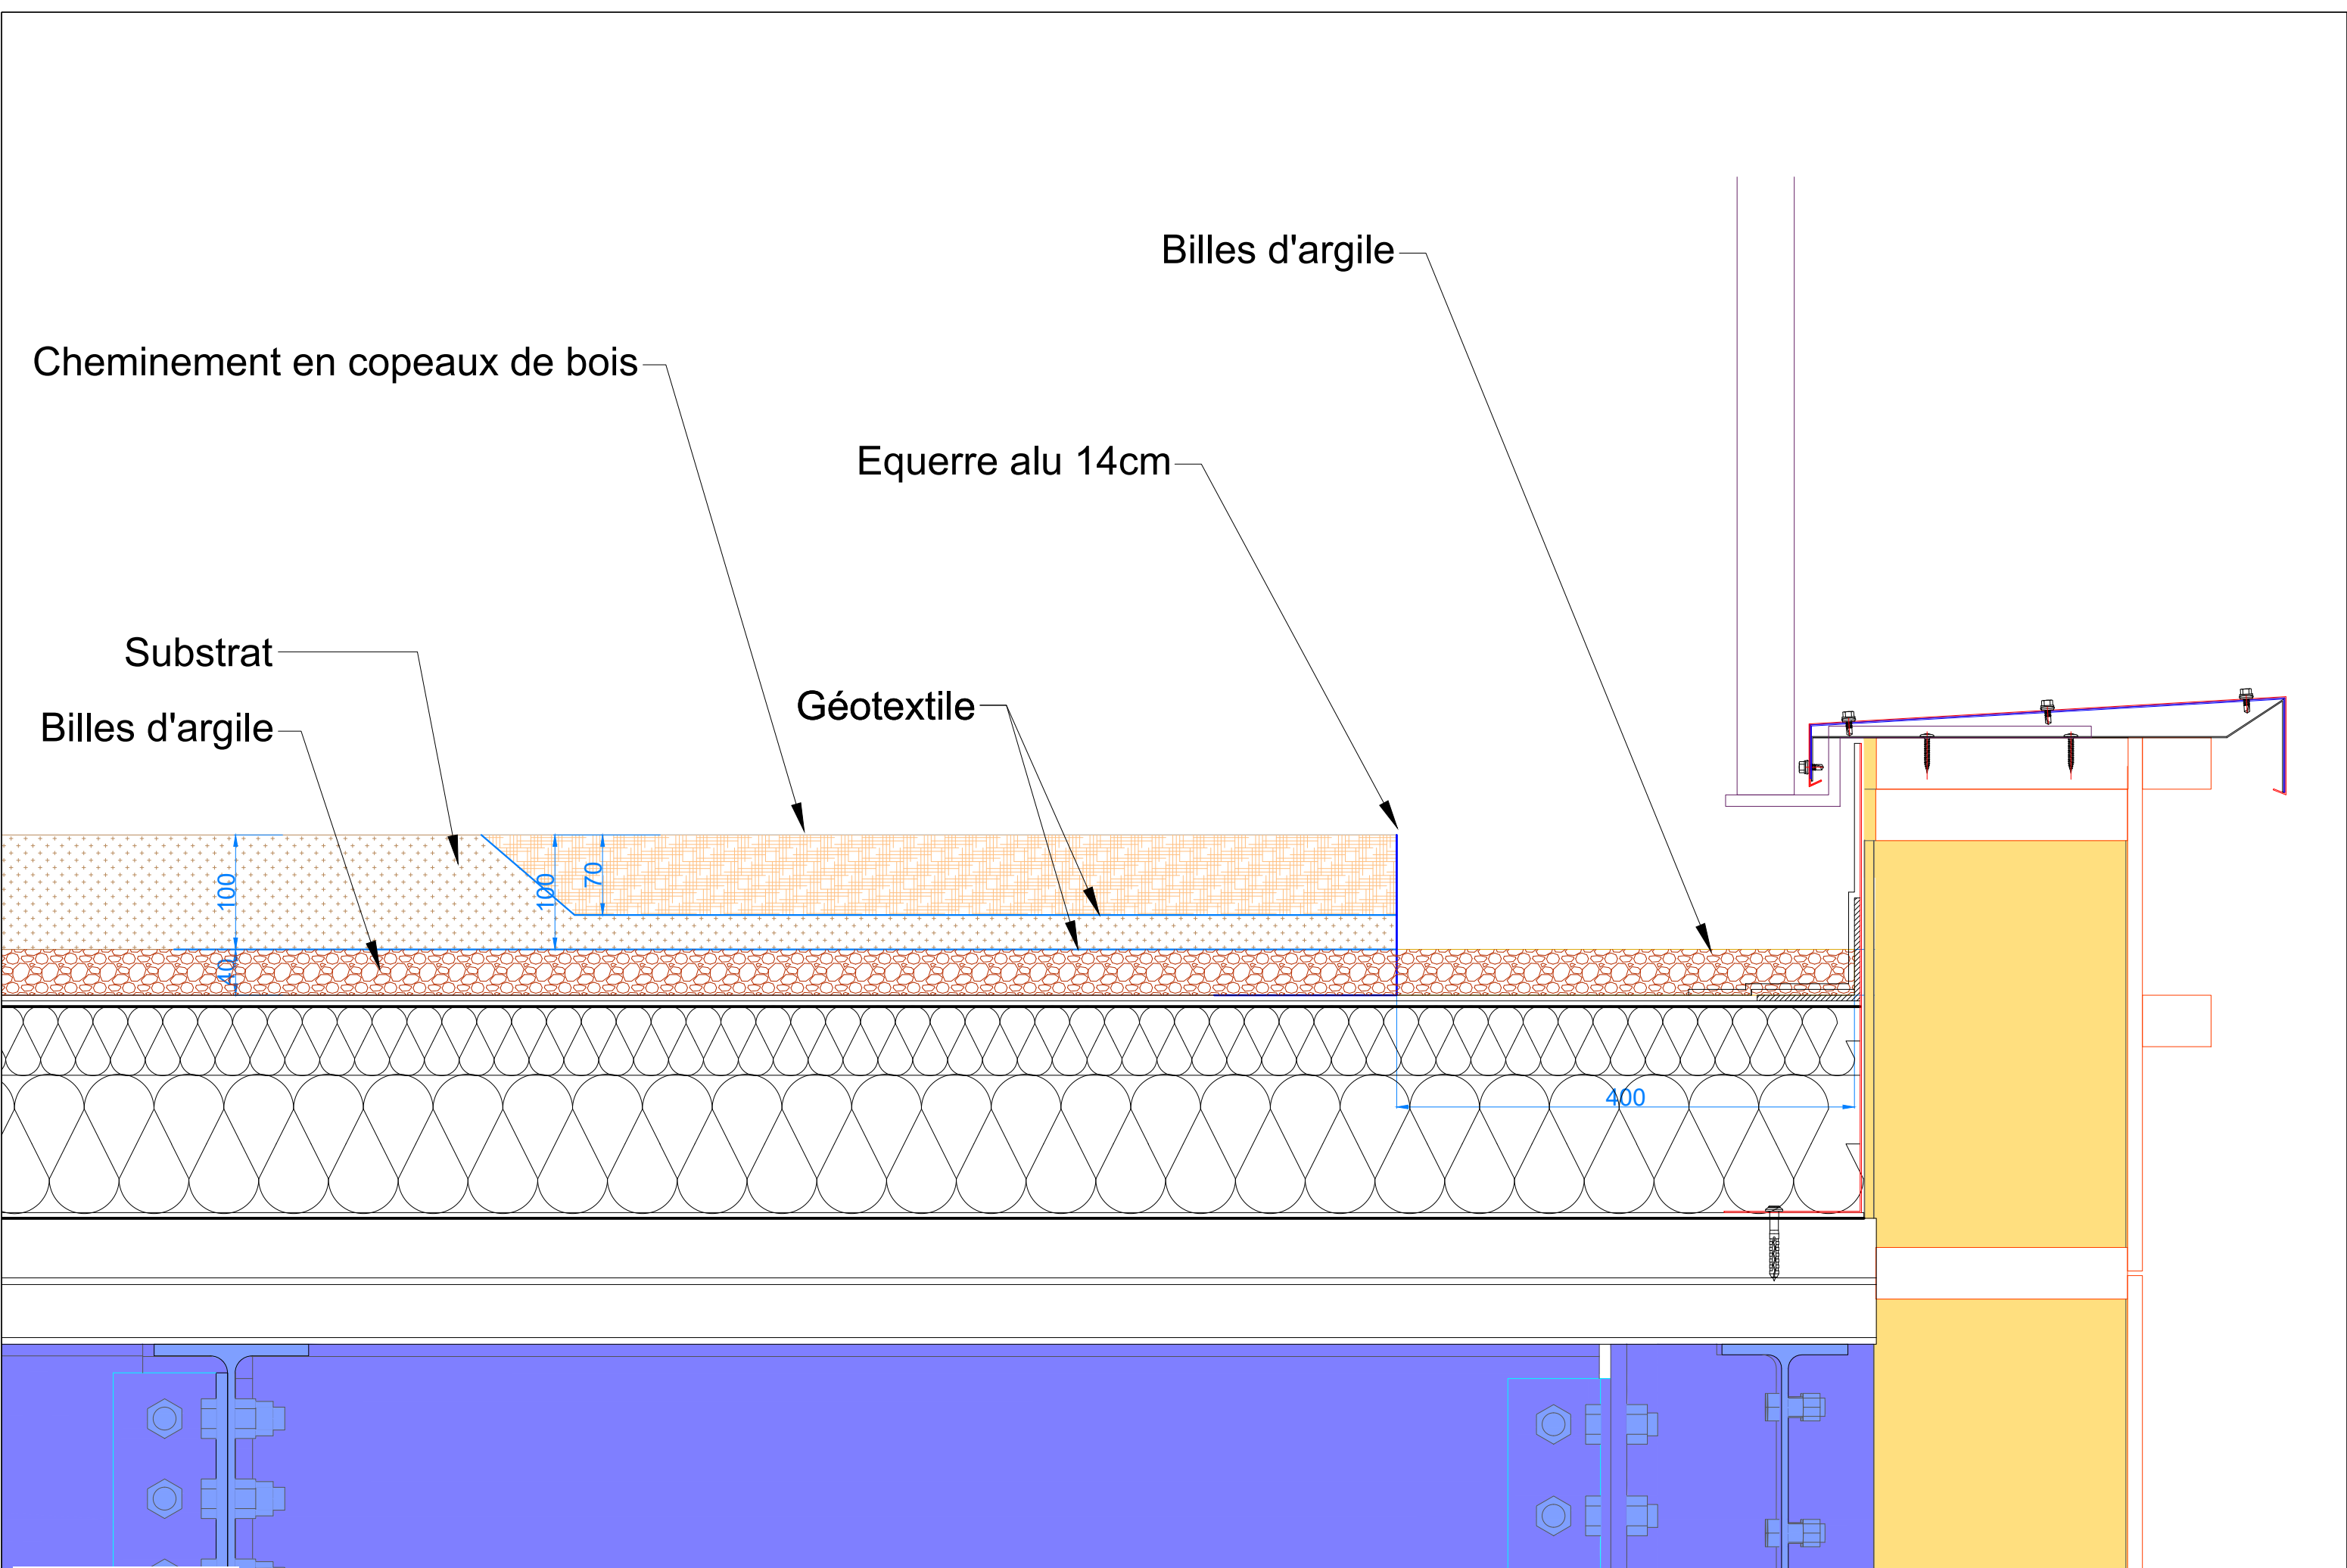 Billes d'argile
Cheminement en copeaux de bois
Equerre alu 14cm
Substrat
Géotextile
Billes d'argile
100
100
70
40
400